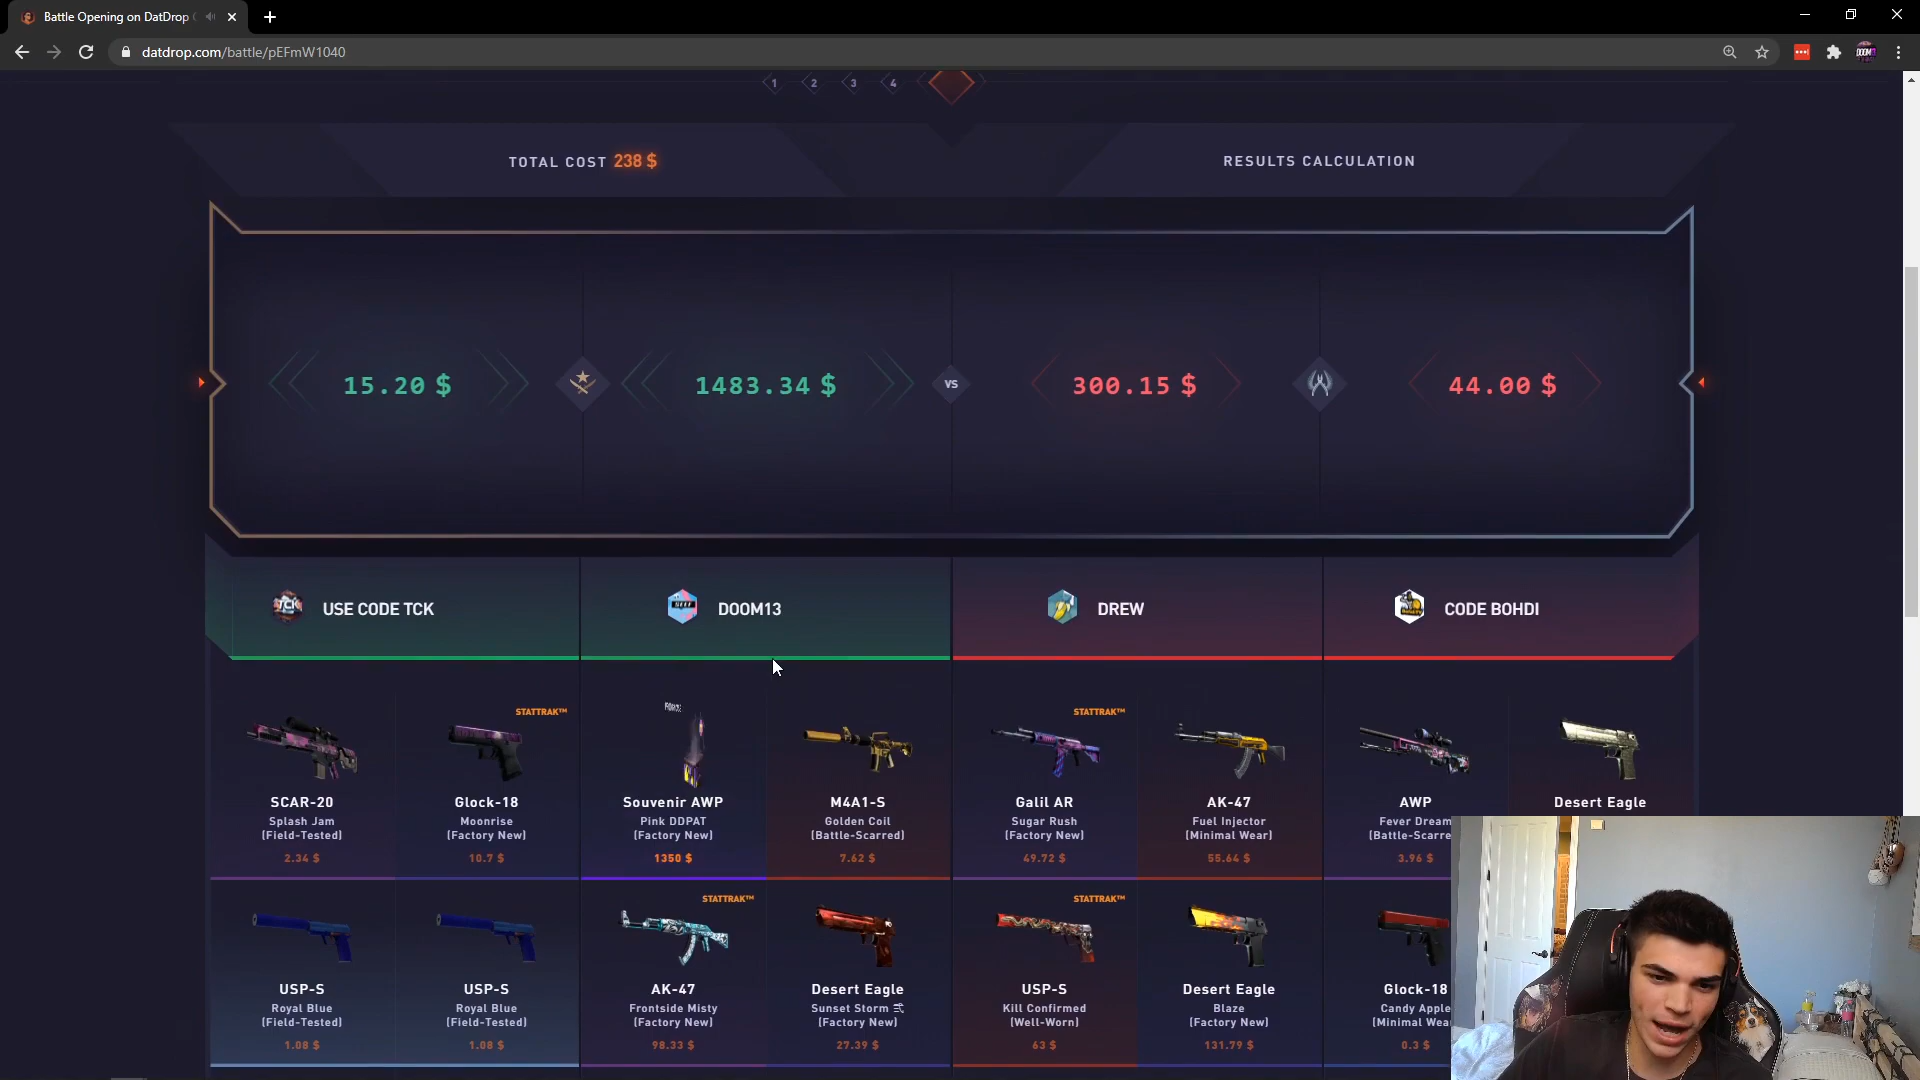 Battle Opening on DatDrop
datdrop.com/battle/pEFmW1040
1 2 3 4
TOTAL COST 238 $
RESULTS CALCULATION
15.20 $
1483.34 $
VS
300.15 $
44.00 $
TCK
USE CODE TCK
DOOM13
DREW
CODE BOHDI
STATTRAK™
STATTRAK™
SCAR-20
Splash Jam
(Field-Tested)
2.34 $
Glock-18
Moonrise
(Factory New)
10.7 $
Souvenir AWP
Pink DDPAT
(Factory New)
1350 $
M4A1-S
Golden Coil
(Battle-Scarred)
7.62 $
Galil AR
Sugar Rush
(Factory New)
49.72 $
AK-47
Fuel Injector
(Minimal Wear)
55.64 $
AWP
Fever Dream
(Battle-Scarre
3.96 $
Desert Eagle
STATTRAK™
STATTRAK™
USP-S
Royal Blue
(Field-Tested)
1.08 $
USP-S
Royal Blue
(Field-Tested)
1.08 $
AK-47
Frontside Misty
(Factory New)
98.33 $
Desert Eagle
Sunset Storm 弐
(Factory New)
27.39 $
USP-S
Kill Confirmed
(Well-Worn)
63 $
Desert Eagle
Blaze
(Factory New)
131.79 $
Glock-18
Candy Apple
(Minimal Wea
0.3 $